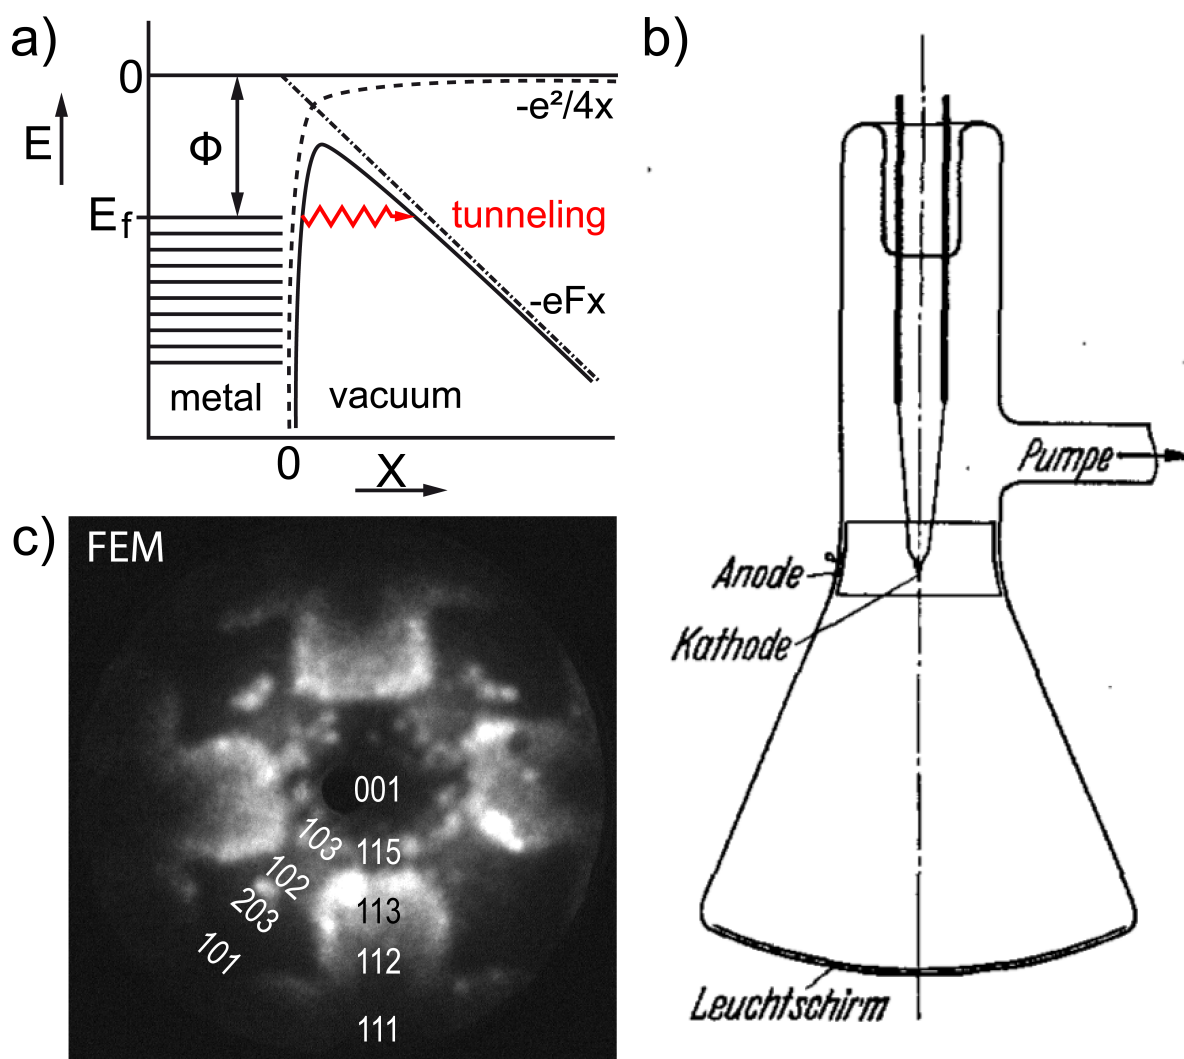 a)
0
E
Φ
-e²/4x
E_f
tunneling
-eFx
metal
vacuum
0
X
b)
Pumpe
Anode
Kathode
Leuchtschirm
c)
FEM
001
103
115
102
113
203
112
101
111